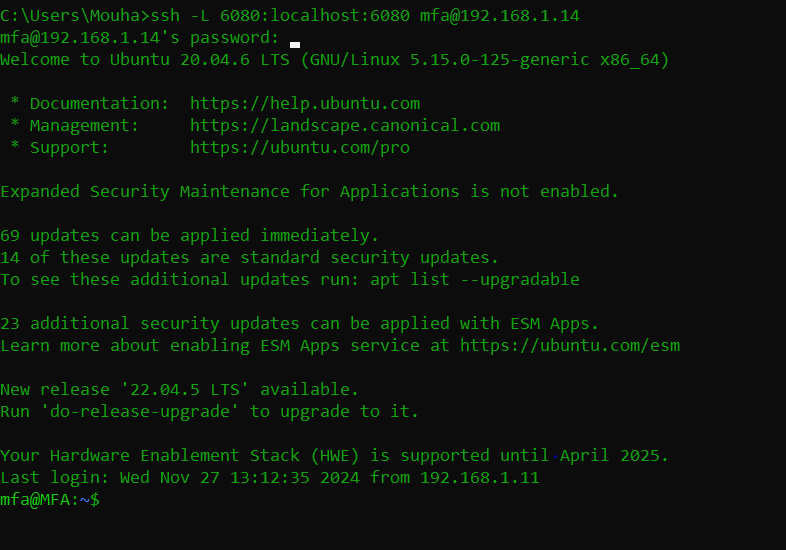 C:\Users\Mouha>ssh -L 6080:localhost:6080 mfa@192.168.1.14
mfa@192.168.1.14's password:
Welcome to Ubuntu 20.04.6 LTS (GNU/Linux 5.15.0-125-generic x86_64)
 * Documentation:  https://help.ubuntu.com
 * Management:     https://landscape.canonical.com
 * Support:        https://ubuntu.com/pro
Expanded Security Maintenance for Applications is not enabled.
69 updates can be applied immediately.
14 of these updates are standard security updates.
To see these additional updates run: apt list --upgradable
23 additional security updates can be applied with ESM Apps.
Learn more about enabling ESM Apps service at https://ubuntu.com/esm
New release '22.04.5 LTS' available.
Run 'do-release-upgrade' to upgrade to it.
Your Hardware Enablement Stack (HWE) is supported until April 2025.
Last login: Wed Nov 27 13:12:35 2024 from 192.168.1.11
mfa@MFA:~$